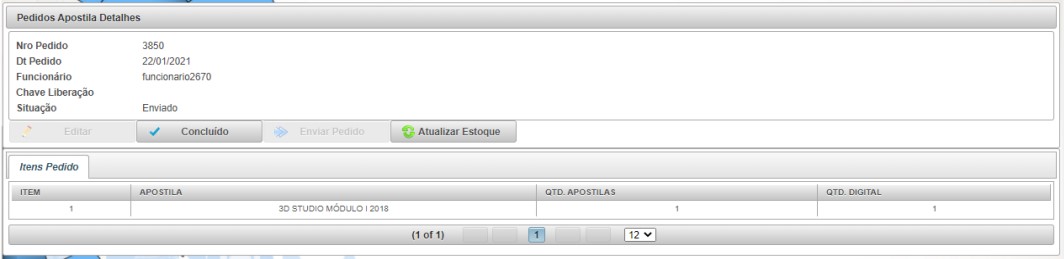 Pedidos Apostila Detalhes
Nro Pedido 3850
Dt Pedido 22/01/2021
Funcionário funcionario2670
Chave Liberação
Situação Enviado
Editar Concluído Enviar Pedido Atualizar Estoque
Itens Pedido
ITEM APOSTILA QTD. APOSTILAS QTD. DIGITAL
1 3D STUDIO MÓDULO I 2018 1 1
(1 of 1) 1 12